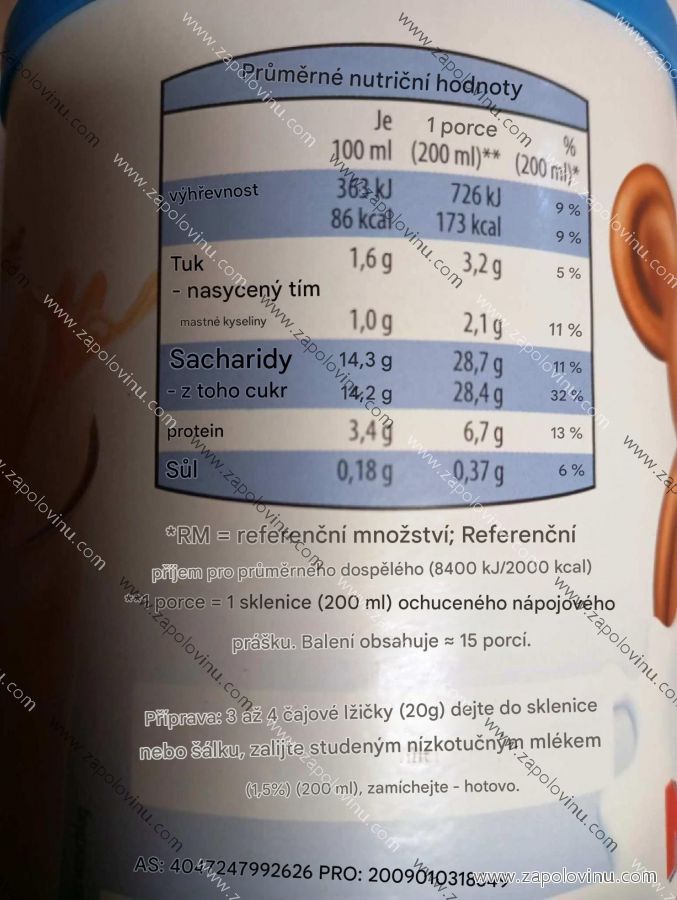 Průměrné nutriční hodnoty
Je
100 ml
1 porce
(200 ml)**
%
(200 ml)*
výhřevnost 363 kJ 726 kJ 9 %
86 kcal 173 kcal 9 %
Tuk 1,6 g 3,2 g 5 %
- nasycený tím
mastné kyseliny 1,0 g 2,1 g 11 %
Sacharidy 14,3 g 28,7 g 11 %
- z toho cukr 14,2 g 28,4 g 32 %
protein 3,4 g 6,7 g 13 %
Sůl 0,18 g 0,37 g 6 %
*RM = referenční množství; Referenční
příjem pro průměrného dospělého (8400 kJ/2000 kcal)
**1 porce = 1 sklenice (200 ml) ochuceného nápojového
prášku. Balení obsahuje ≈ 15 porcí.
Příprava: 3 až 4 čajové lžičky (20g) dejte do sklenice
nebo šálku, zalijte studeným nízkotučným mlékem
(1,5%) (200 ml), zamíchejte - hotovo.
AS: 4047247992626 PRO:
www.zapolovinu.com